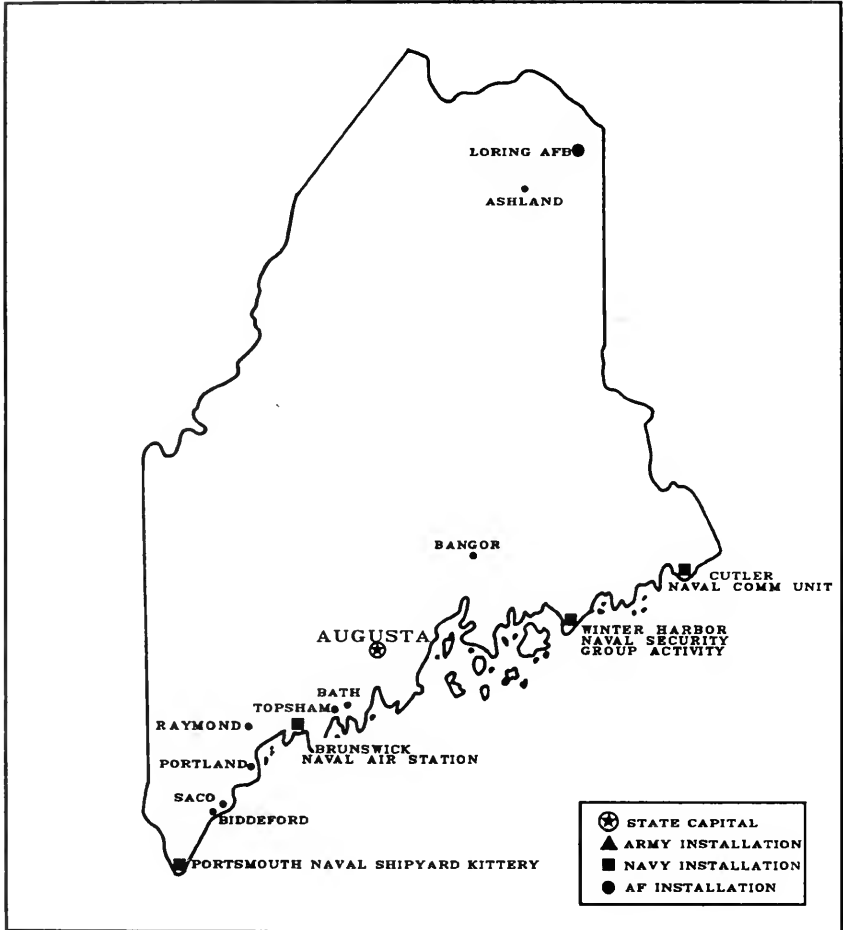 LORING AFB
ASHLAND
BANGOR
CUTLER
NAVAL COMM UNIT
WINTER HARBOR
NAVAL SECURITY
GROUP ACTIVITY
AUGUSTA
BATH
TOPSHAM
RAYMOND
BRUNSWICK
NAVAL AIR STATION
PORTLAND
SACO
BIDDEFORD
PORTSMOUTH NAVAL SHIPYARD KITTERY
STATE CAPITAL
ARMY INSTALLATION
NAVY INSTALLATION
AF INSTALLATION